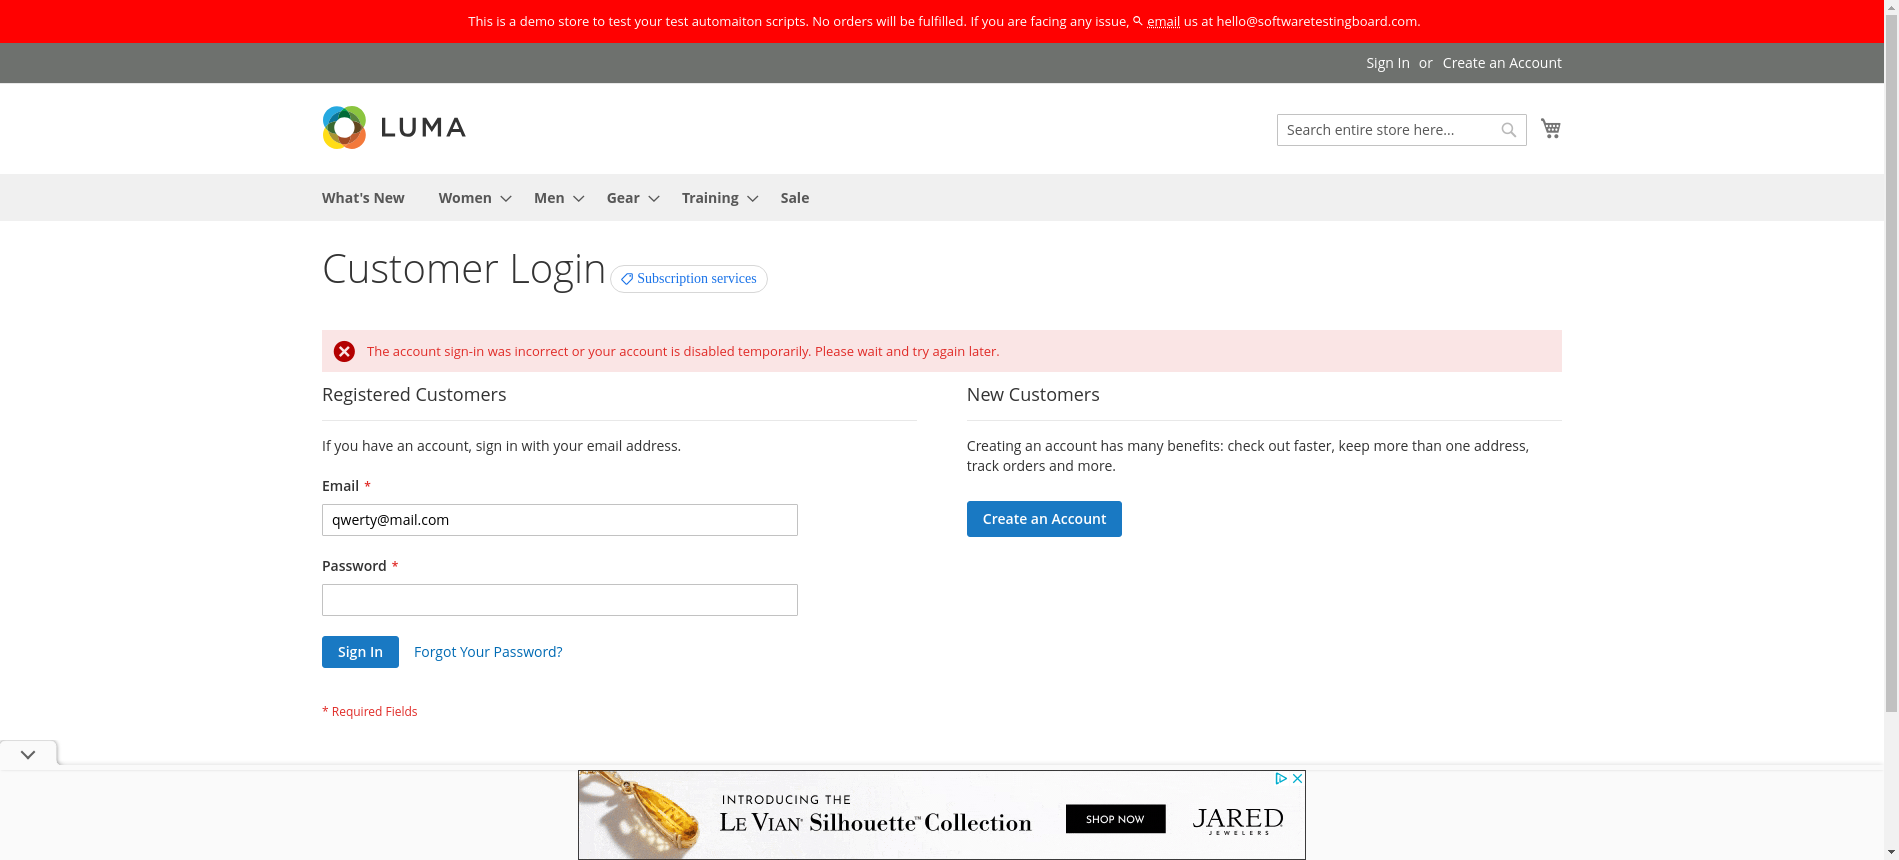 This is a demo store to test your test automaiton scripts. No orders will be fulfilled. If you are facing any issue, email us at hello@softwaretestingboard.com.
Sign In or Create an Account
LUMA
Search entire store here...
What's New Women Men Gear Training Sale
Customer Login Subscription services
The account sign-in was incorrect or your account is disabled temporarily. Please wait and try again later.
Registered Customers
If you have an account, sign in with your email address.
Email *
qwerty@mail.com
Password *
Sign In Forgot Your Password?
* Required Fields
New Customers
Creating an account has many benefits: check out faster, keep more than one address,
track orders and more.
Create an Account
INTRODUCING THE
LE VIAN® Silhouette™ Collection
SHOP NOW
JARED
JEWELERS